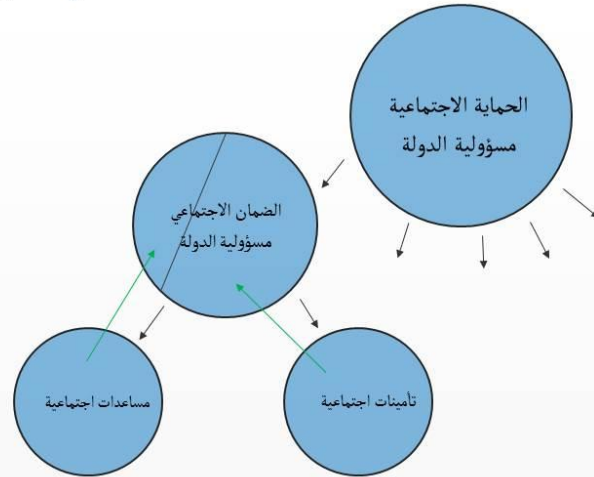 الحماية الاجتماعية
مسؤولية الدولة
الضمان الاجتماعي
مسؤولية الدولة
مساعدات اجتماعية
تأمينات اجتماعية